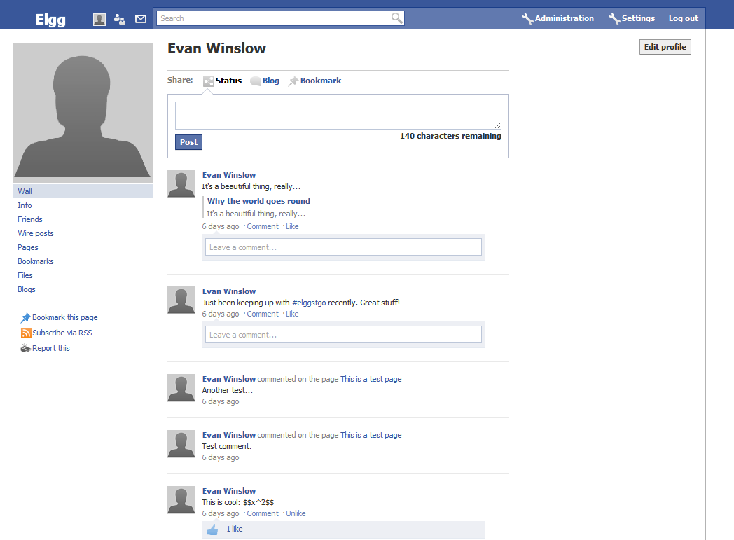 Elgg
Search
Administration
Settings
Log out
Evan Winslow
Edit profile
Share:
Status
Blog
Bookmark
140 characters remaining
Post
Wall
Info
Friends
Wire posts
Pages
Bookmarks
Files
Blogs
Bookmark this page
Subscribe via RSS
Report this
Evan Winslow
It's a beautiful thing, really...
Why the world goes round
It's a beautiful thing, really...
6 days ago · Comment · Like
Leave a comment...
Evan Winslow
Just been keeping up with #elggstgo recently. Great stuff!
6 days ago · Comment · Like
Leave a comment...
Evan Winslow commented on the page This is a test page
Another test...
6 days ago
Evan Winslow commented on the page This is a test page
Test comment.
6 days ago
Evan Winslow
This is cool: $$x^2$$
6 days ago · Comment · Unlike
1 like